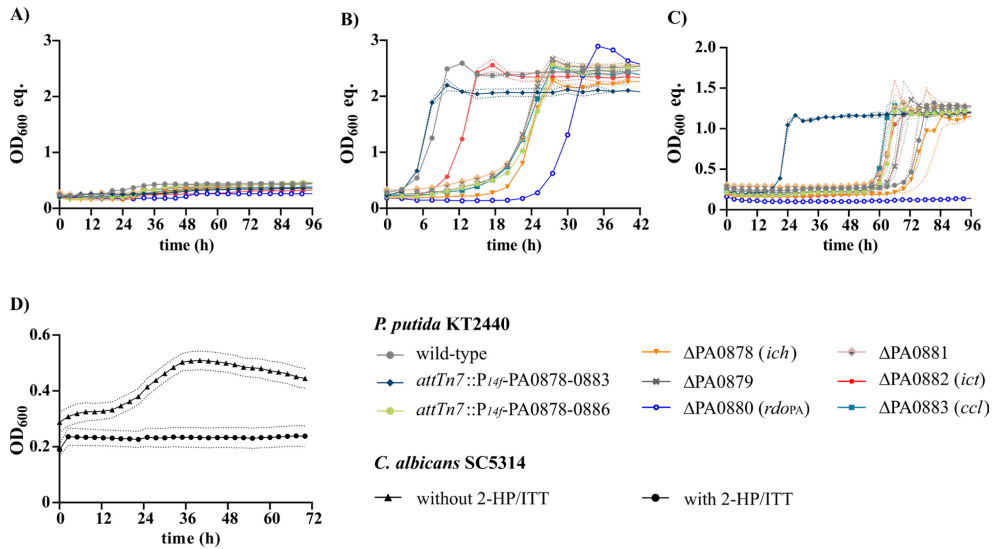 A)
3
2
1
0
OD600 eq.
0 12 24 36 48 60 72 84 96
time (h)
B)
3
2
1
0
OD600 eq.
0 6 12 18 24 30 36 42
time (h)
C)
2.0
1.5
1.0
0.5
0.0
OD600 eq.
0 12 24 36 48 60 72 84 96
time (h)
D)
0.6
0.4
0.2
0.0
OD600
0 12 24 36 48 60 72
time (h)
P. putida KT2440
wild-type
attTn7::P14f-PA0878-0883
attTn7::P14f-PA0878-0886
ΔPA0878 (ich)
ΔPA0879
ΔPA0880 (rdoPA)
ΔPA0881
ΔPA0882 (ict)
ΔPA0883 (ccl)
C. albicans SC5314
without 2-HP/ITT
with 2-HP/ITT